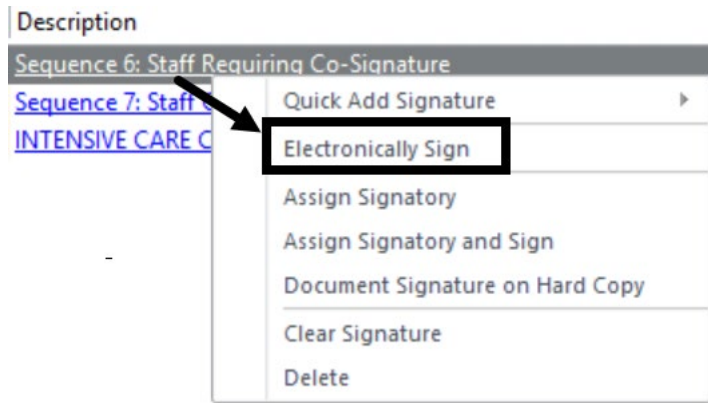 Description
Sequence 6: Staff Requiring Co-Signature
Sequence 7: Staff
INTENSIVE CARE
Quick Add Signature
Electronically Sign
Assign Signatory
Assign Signatory and Sign
Document Signature on Hard Copy
Clear Signature
Delete